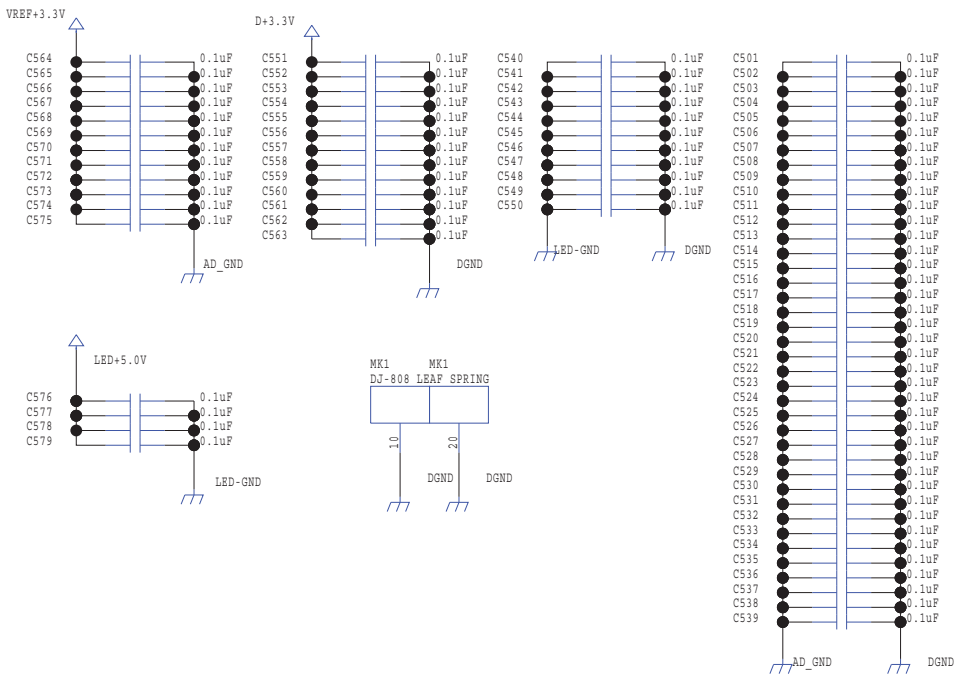 VREF+3.3V
C564 0.1uF
C565 0.1uF
C566 0.1uF
C567 0.1uF
C568 0.1uF
C569 0.1uF
C570 0.1uF
C571 0.1uF
C572 0.1uF
C573 0.1uF
C574 0.1uF
C575 0.1uF
AD_GND
D+3.3V
C551 0.1uF
C552 0.1uF
C553 0.1uF
C554 0.1uF
C555 0.1uF
C556 0.1uF
C557 0.1uF
C558 0.1uF
C559 0.1uF
C560 0.1uF
C561 0.1uF
C562 0.1uF
C563 0.1uF
DGND
C540 0.1uF
C541 0.1uF
C542 0.1uF
C543 0.1uF
C544 0.1uF
C545 0.1uF
C546 0.1uF
C547 0.1uF
C548 0.1uF
C549 0.1uF
C550 0.1uF
LED-GND DGND
C501 0.1uF
C502 0.1uF
C503 0.1uF
C504 0.1uF
C505 0.1uF
C506 0.1uF
C507 0.1uF
C508 0.1uF
C509 0.1uF
C510 0.1uF
C511 0.1uF
C512 0.1uF
C513 0.1uF
C514 0.1uF
C515 0.1uF
C516 0.1uF
C517 0.1uF
C518 0.1uF
C519 0.1uF
C520 0.1uF
C521 0.1uF
C522 0.1uF
C523 0.1uF
C524 0.1uF
C525 0.1uF
C526 0.1uF
C527 0.1uF
C528 0.1uF
C529 0.1uF
C530 0.1uF
C531 0.1uF
C532 0.1uF
C533 0.1uF
C534 0.1uF
C535 0.1uF
C536 0.1uF
C537 0.1uF
C538 0.1uF
C539 0.1uF
AD_GND DGND
LED+5.0V
C576 0.1uF
C577 0.1uF
C578 0.1uF
C579 0.1uF
LED-GND
MK1 MK1
DJ-808 LEAF SPRING
10 20
DGND DGND